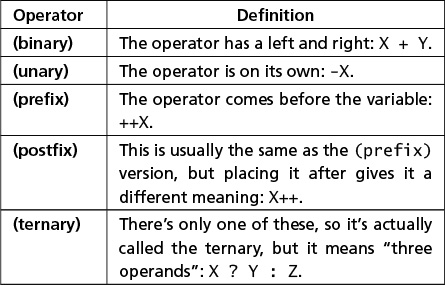 Operator Definition
(binary) The operator has a left and right: X + Y.
(unary) The operator is on its own: -X.
(prefix) The operator comes before the variable:
++X.
(postfix) This is usually the same as the (prefix)
version, but placing it after gives it a
different meaning: X++.
(ternary) There's only one of these, so it's actually
called the ternary, but it means “three
operands”: X ? Y : Z.